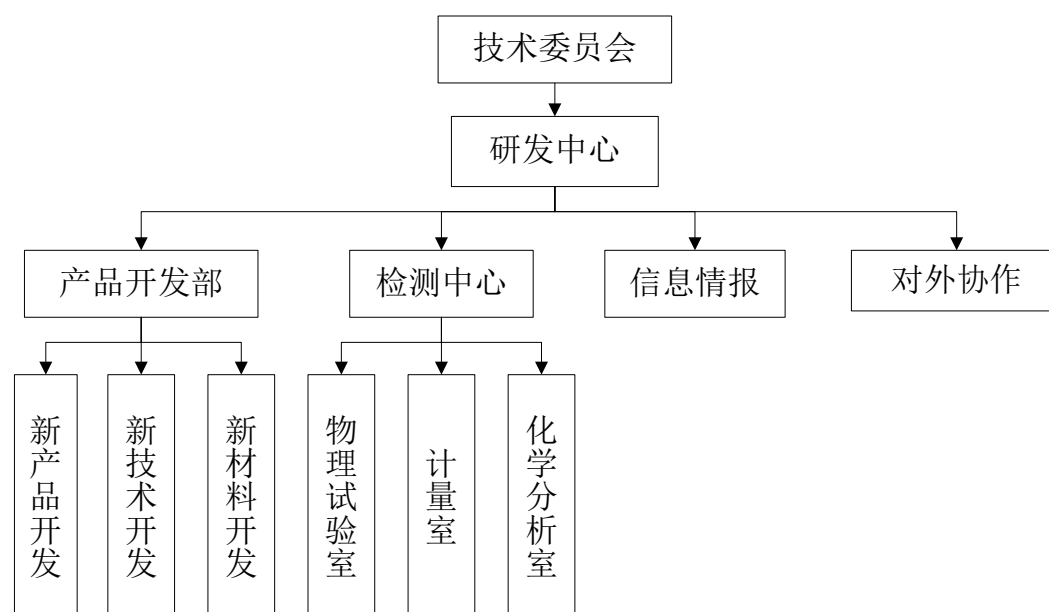 技术委员会
研发中心
产品开发部
检测中心
信息情报
对外协作
新产品开发
新技术开发
新材料开发
物理试验室
计量室
化学分析室